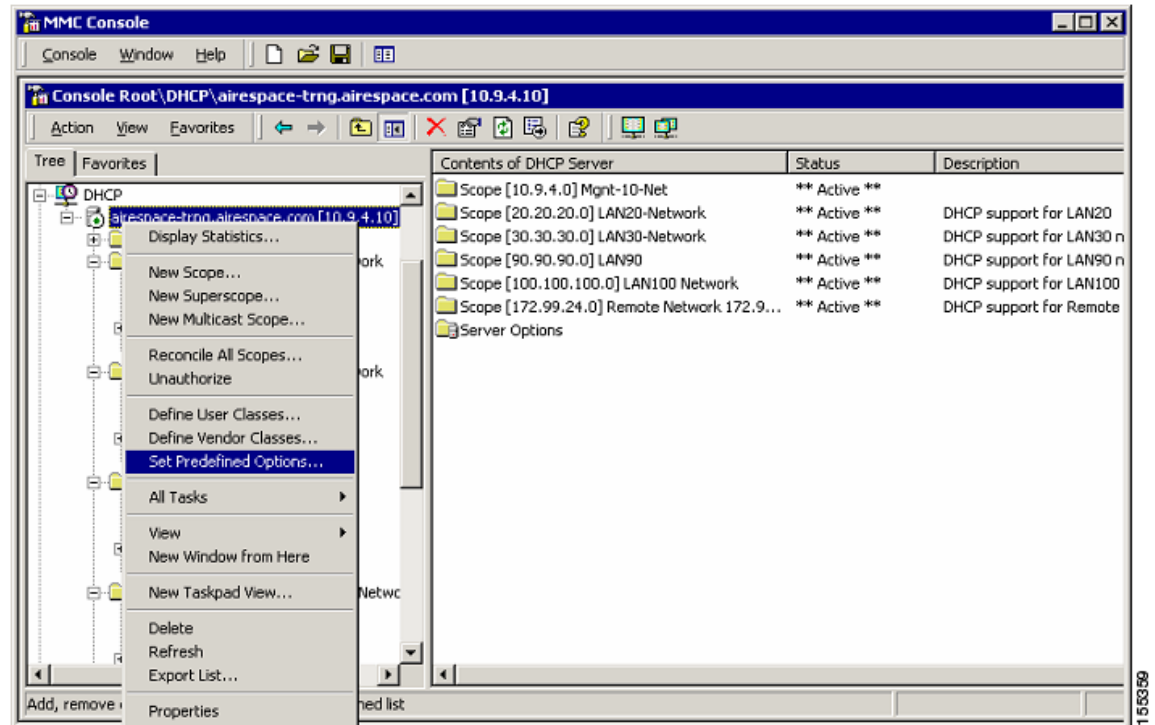 MMC Console
Console Window Help
Console Root\DHCP\airespace-trng.airespace.com [10.9.4.10]
Action View Favorites
Tree Favorites
DHCP
airespace-trng.airespace.com [10.9.4.10]
Display Statistics...
New Scope...
New Superscope...
New Multicast Scope...
Reconcile All Scopes...
Unauthorize
Define User Classes...
Define Vendor Classes...
Set Predefined Options...
All Tasks
View
New Window from Here
New Taskpad View...
Delete
Refresh
Export List...
Properties
ork
ork
Netwc
Contents of DHCP Server Status Description
Scope [10.9.4.0] Mgnt-10-Net ** Active **
Scope [20.20.20.0] LAN20-Network ** Active ** DHCP support for LAN20
Scope [30.30.30.0] LAN30-Network ** Active ** DHCP support for LAN30 n
Scope [90.90.90.0] LAN90 ** Active ** DHCP support for LAN90 n
Scope [100.100.100.0] LAN100 Network ** Active ** DHCP support for LAN100
Scope [172.99.24.0] Remote Network 172.9... ** Active ** DHCP support for Remote
Server Options
Add, remove ned list
155359